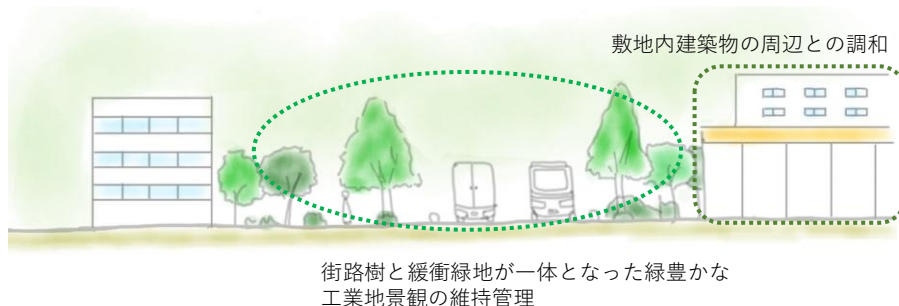 敷地内建築物の周辺との調和
街路樹と緩衝緑地が一体となった緑豊かな
工業地景観の維持管理